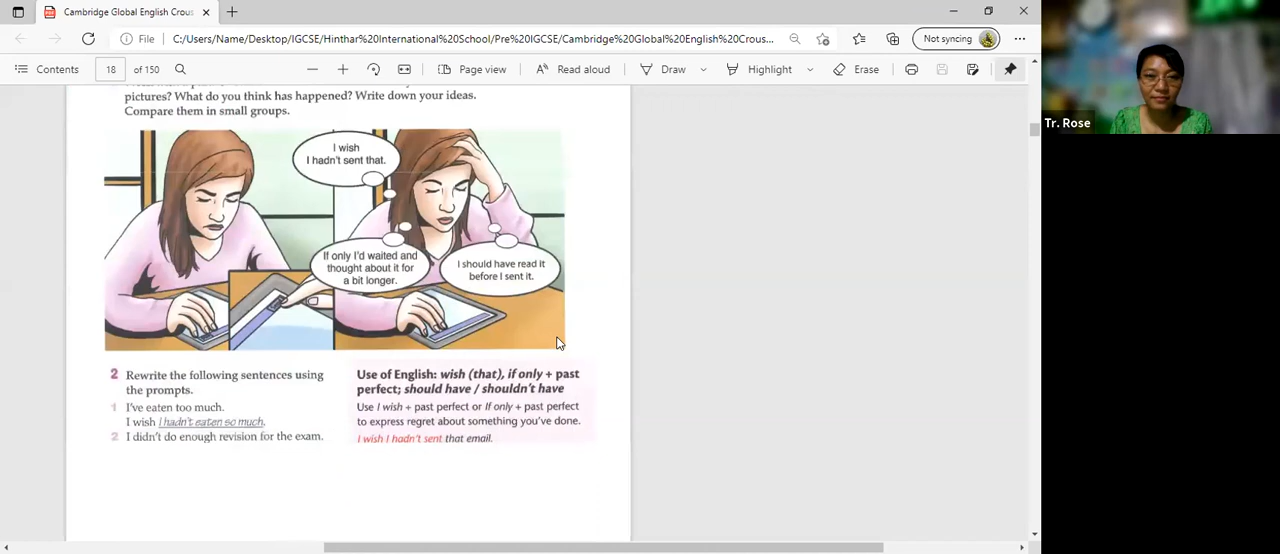 Cambridge Global English Crous
File
C:/Users/Name/Desktop/IGCSE/Hinthar%20International%20School/Pre%20IGCSE/Cambridge%20Global%20English%20Crous...
Not syncing
Contents
18 of 150
Page view
Read aloud
Draw
Highlight
Erase
Tr. Rose
pictures? What do you think has happened? Write down your ideas.
Compare them in small groups.
I wish
I hadn't sent that.
If only I'd waited and
thought about it for
a bit longer.
I should have read it
before I sent it.
2 Rewrite the following sentences using
the prompts.
1 I've eaten too much.
I wish I hadn't eaten so much.
2 I didn't do enough revision for the exam.
Use of English: wish (that), if only + past
perfect; should have / shouldn't have
Use I wish + past perfect or If only + past perfect
to express regret about something you've done.
I wish I hadn't sent that email.